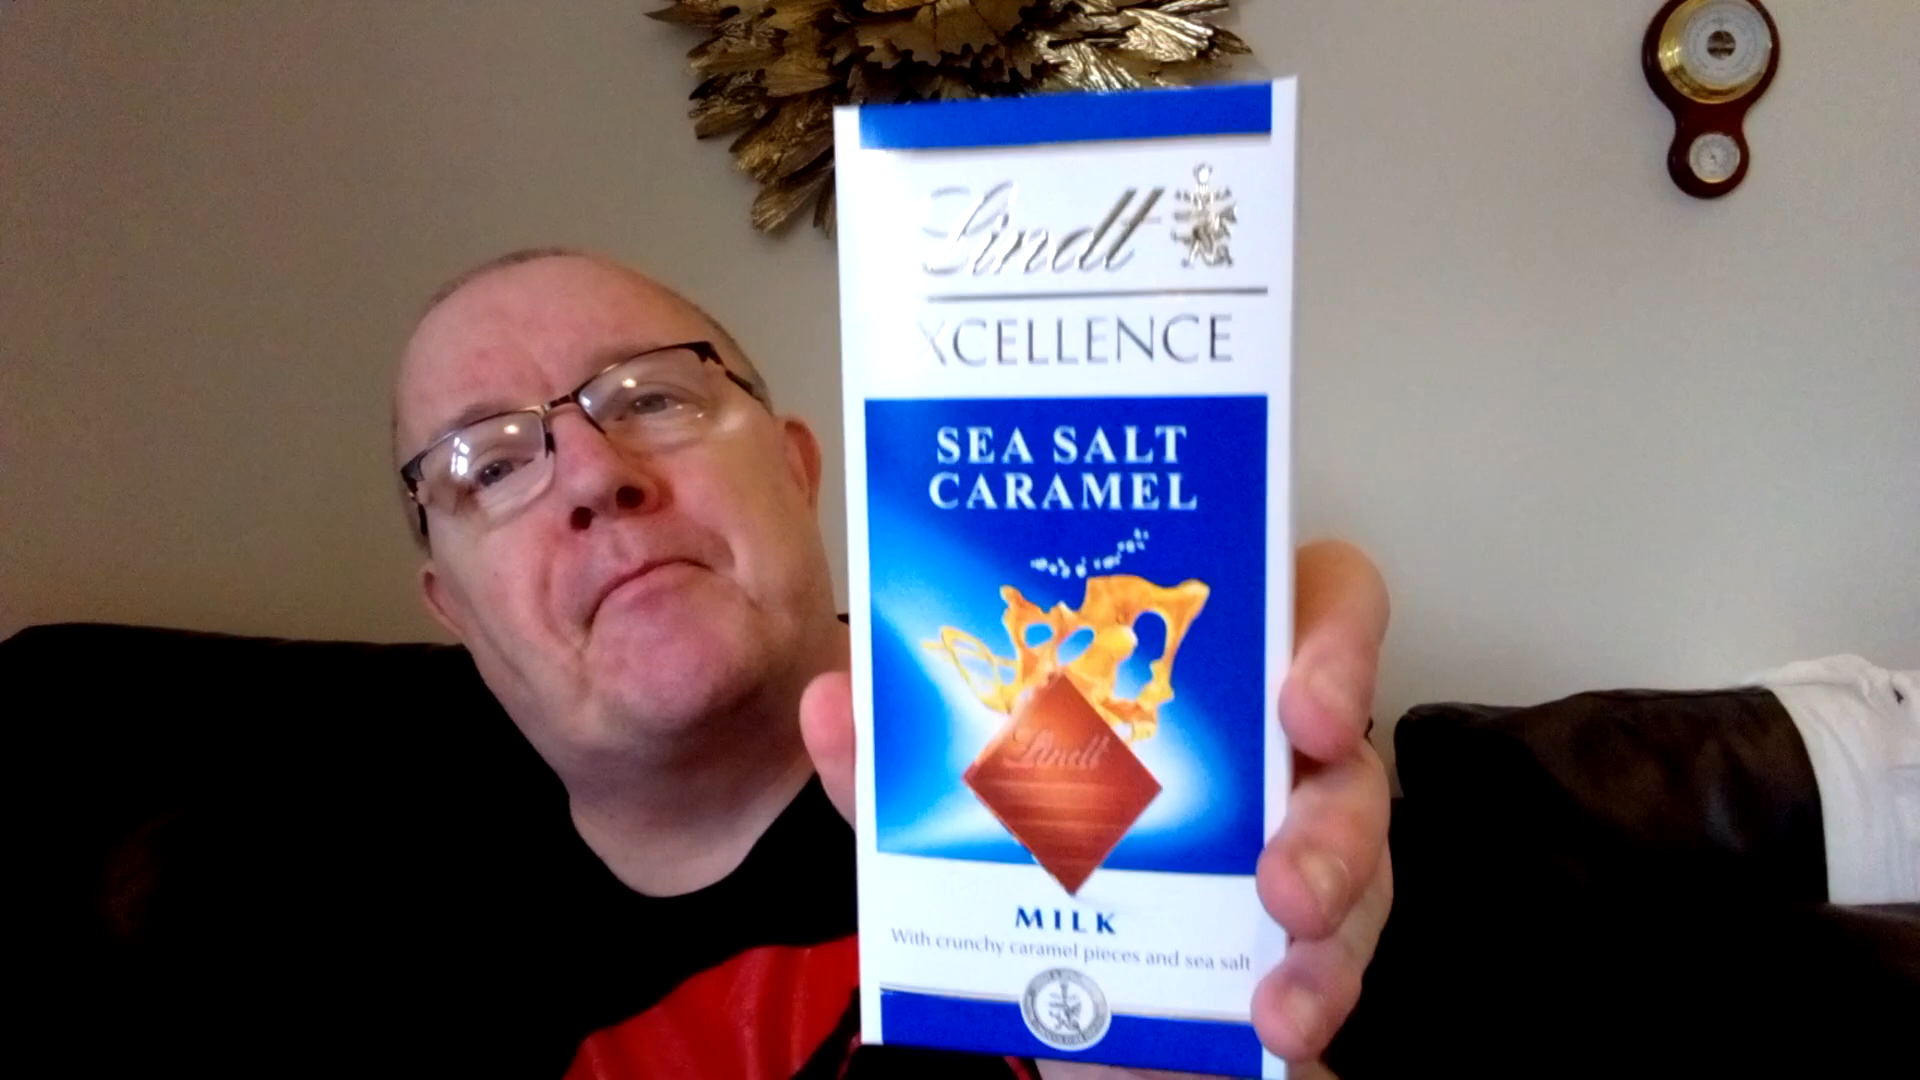 Lindt
XCELLENCE
SEA SALT
CARAMEL
Lindt
MILK
With crunchy caramel pieces and sea salt